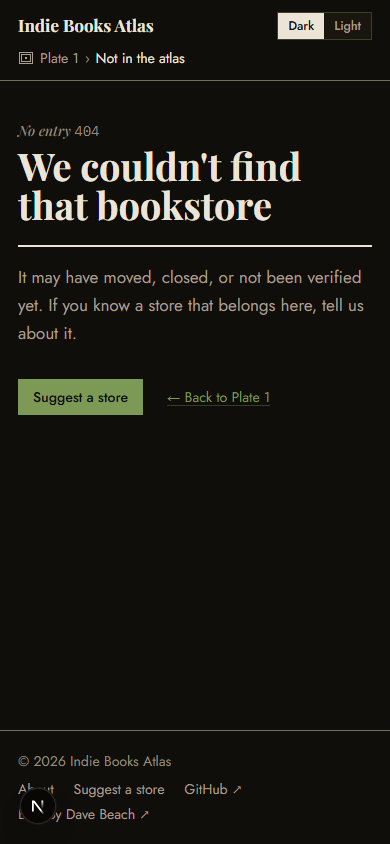 Indie Books Atlas
Dark Light
Plate 1 › Not in the atlas
No entry 404
We couldn't find
that bookstore
It may have moved, closed, or not been verified
yet. If you know a store that belongs here, tell us
about it.
Suggest a store ← Back to Plate 1
© 2026 Indie Books Atlas
Suggest a store GitHub ↗
by Dave Beach ↗